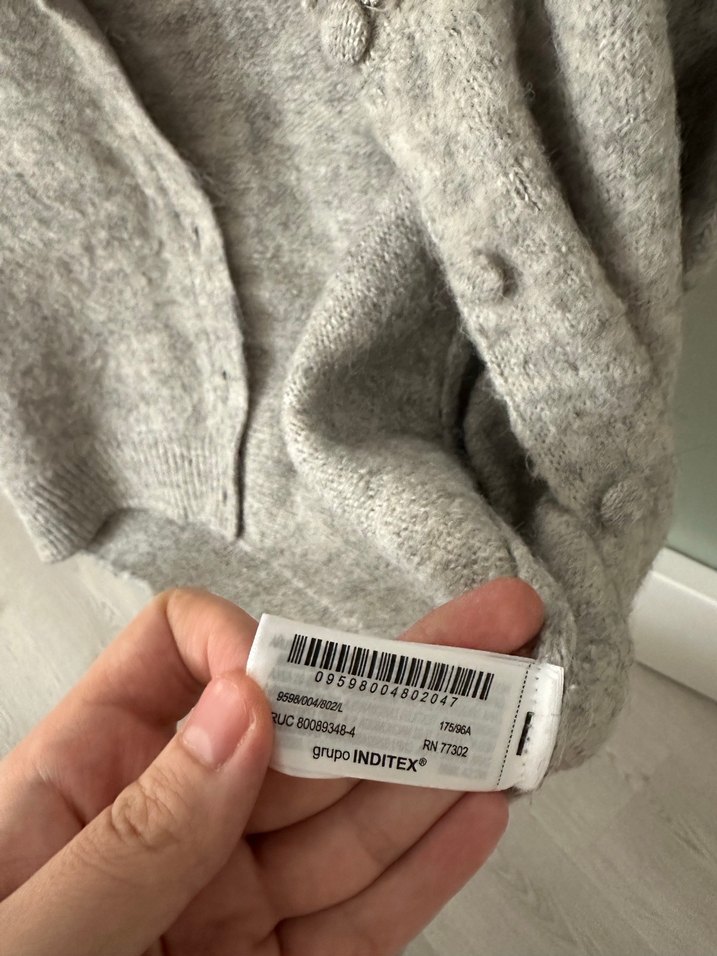 09598004802047
9598/004/802/L
175/96A
RUC 80089348-4
RN 77302
grupo INDITEX®